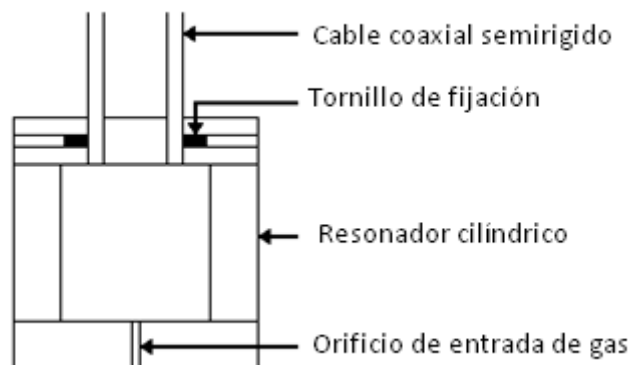 Cable coaxial semirigido
Tornillo de fijación
Resonador cilíndrico
Orificio de entrada de gas